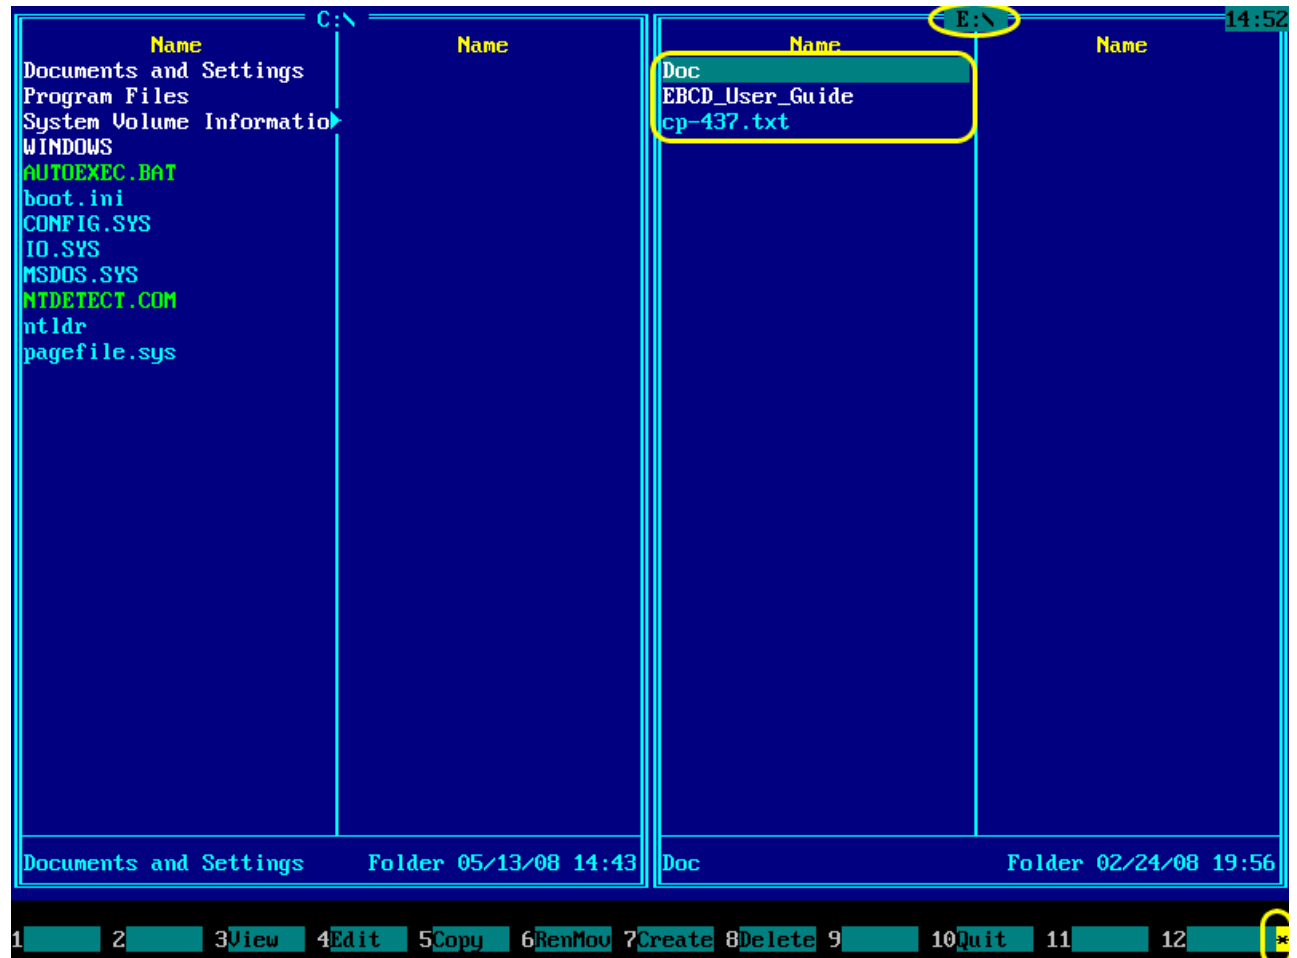 C:\
Name Name
Documents and Settings
Program Files
System Volume Informatio
WINDOWS
AUTOEXEC.BAT
boot.ini
CONFIG.SYS
IO.SYS
MSDOS.SYS
NTDETECT.COM
ntldr
pagefile.sys
Documents and Settings Folder 05/13/08 14:43
E:\ 14:52
Name Name
Doc
EBCD_User_Guide
cp-437.txt
Doc Folder 02/24/08 19:56
1 2 3View 4Edit 5Copy 6RenMov 7Create 8Delete 9 10Quit 11 12 *